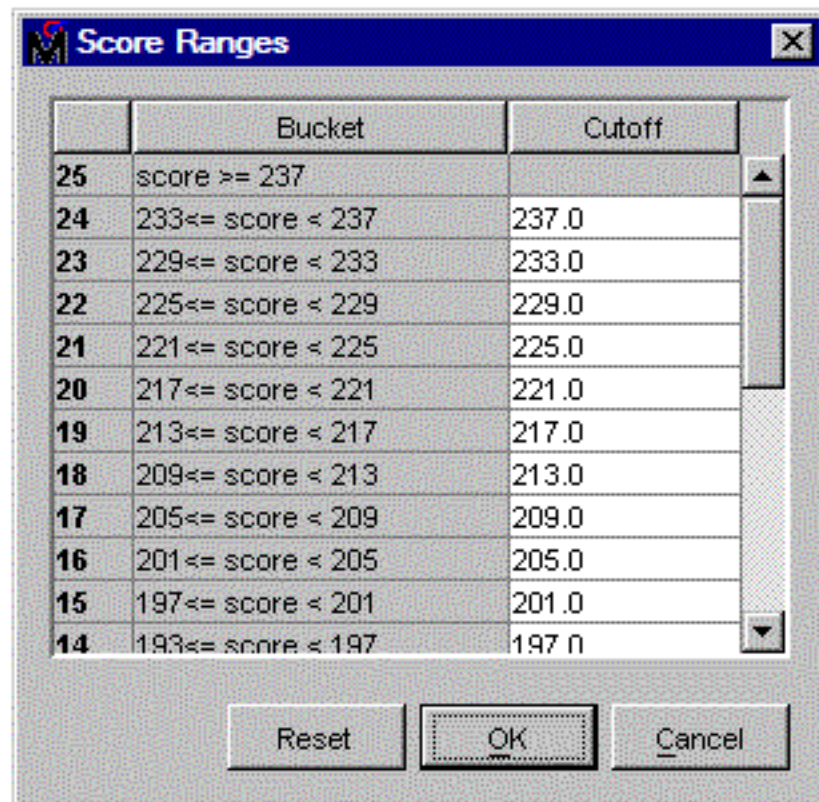 Score Ranges
Bucket Cutoff
25 score >= 237
24 233<= score < 237 237.0
23 229<= score < 233 233.0
22 225<= score < 229 229.0
21 221<= score < 225 225.0
20 217<= score < 221 221.0
19 213<= score < 217 217.0
18 209<= score < 213 213.0
17 205<= score < 209 209.0
16 201<= score < 205 205.0
15 197<= score < 201 201.0
14 193<= score < 197 197.0
Reset OK Cancel